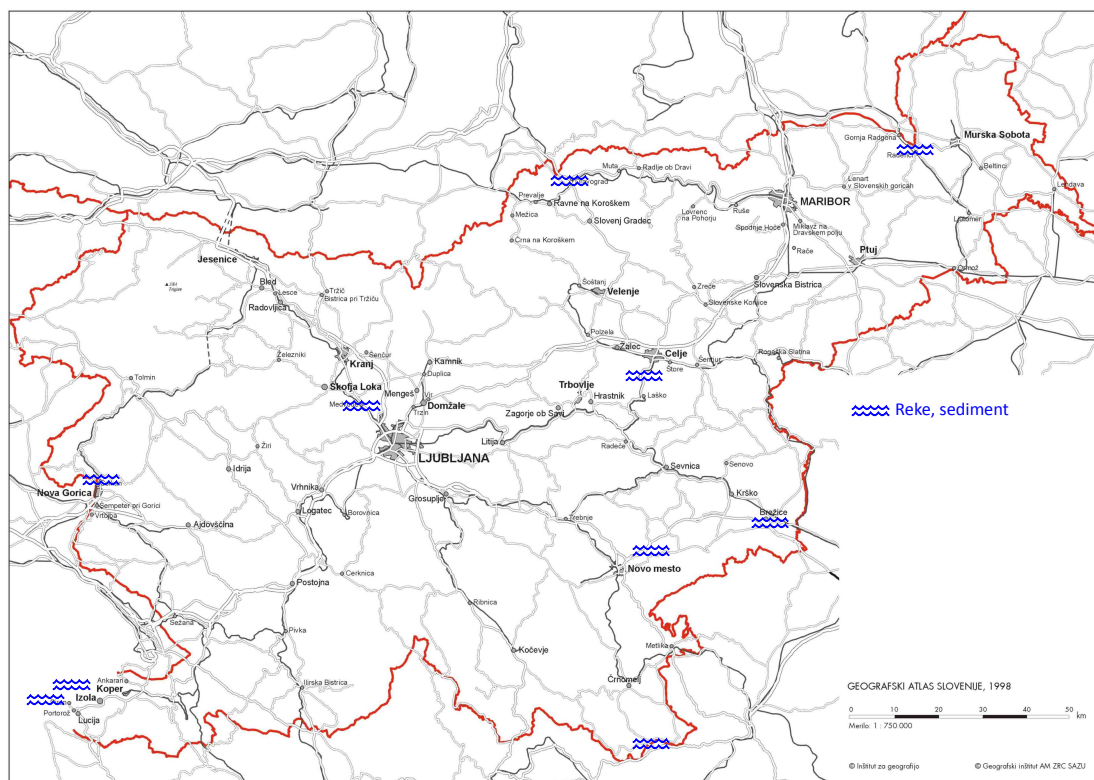 Gornja Radgona
Murska Sobota
Radenci
Beltinci
Muta
Radlje ob Dravi
Prevalje
Ravne na Koroškem
Lenart
v Slovenskih goricah
Lendava
MARIBOR
Mežica
Slovenj Gradec
Lovrenc
na Pohorju
Ruše
Ljutomer
Spodnje Hoče
Miklavž na
Dravskem polju
Črna na Koroškem
Rače
Ptuj
Jesenice
Ormož
Bled
Lesce
Tržič
Bistrica pri Tržiču
Radovljica
Šoštanj
Velenje
Zreče
Slovenska Bistrica
Slovenske Konjice
Polzela
Žalec
Celje
Štore
Šentjur
Rogaška Slatina
Železniki
Šenčur
Kranj
Kamnik
Duplica
Tolmin
Škofja Loka
Mengeš
Vir
Domžale
Trzin
Trbovlje
Hrastnik
Laško
Zagorje ob Savi
Reke, sediment
Žiri
Litija
Radeče
LJUBLJANA
Idrija
Sevnica
Senovo
Vrhnika
Nova Gorica
Krško
Šempeter pri Gorici
Vrtojba
Grosuplje
Logatec
Borovnica
Brežice
Ajdovščina
Trebnje
Novo mesto
Cerknica
Postojna
Ribnica
Sežana
Pivka
Metlika
Kočevje
Ankaran
Koper
Izola
Ilirska Bistrica
Črnomelj
Portorož
Lucija
GEOGRAFSKI ATLAS SLOVENIJE, 1998
0 10 20 30 40 50 km
Merilo: 1 : 750 000
© Inštitut za geografijo
© Geografski inštitut AM ZRC SAZU